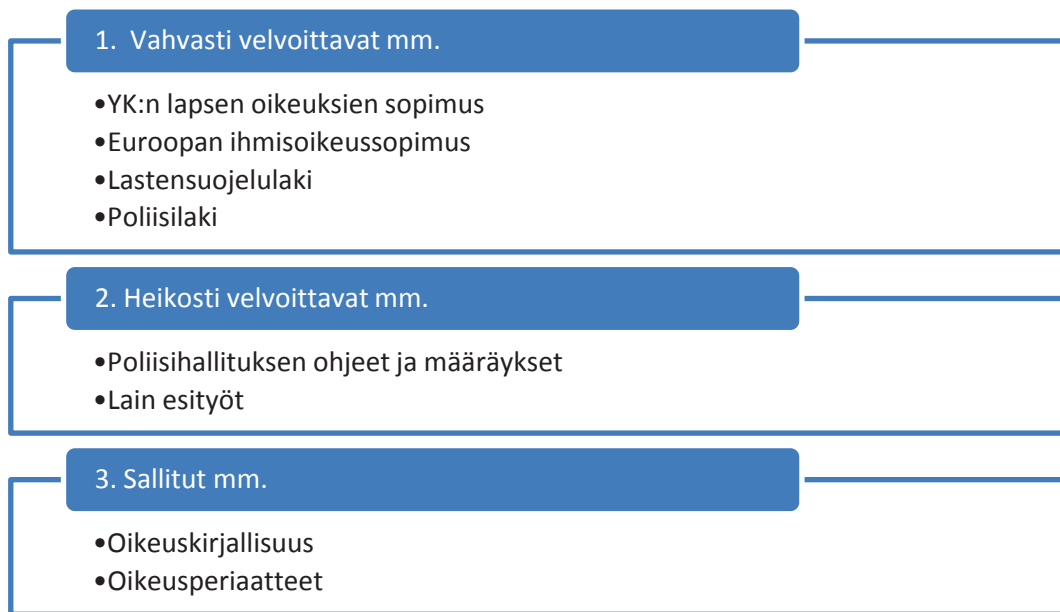 1. Vahvasti velvoittavat mm.
•YK:n lapsen oikeuksien sopimus
•Euroopan ihmisoikeussopimus
•Lastensuojelulaki
•Poliisilaki
2. Heikosti velvoittavat mm.
•Poliisihallituksen ohjeet ja määräykset
•Lain esityöt
3. Sallitut mm.
•Oikeuskirjallisuus
•Oikeusperiaatteet